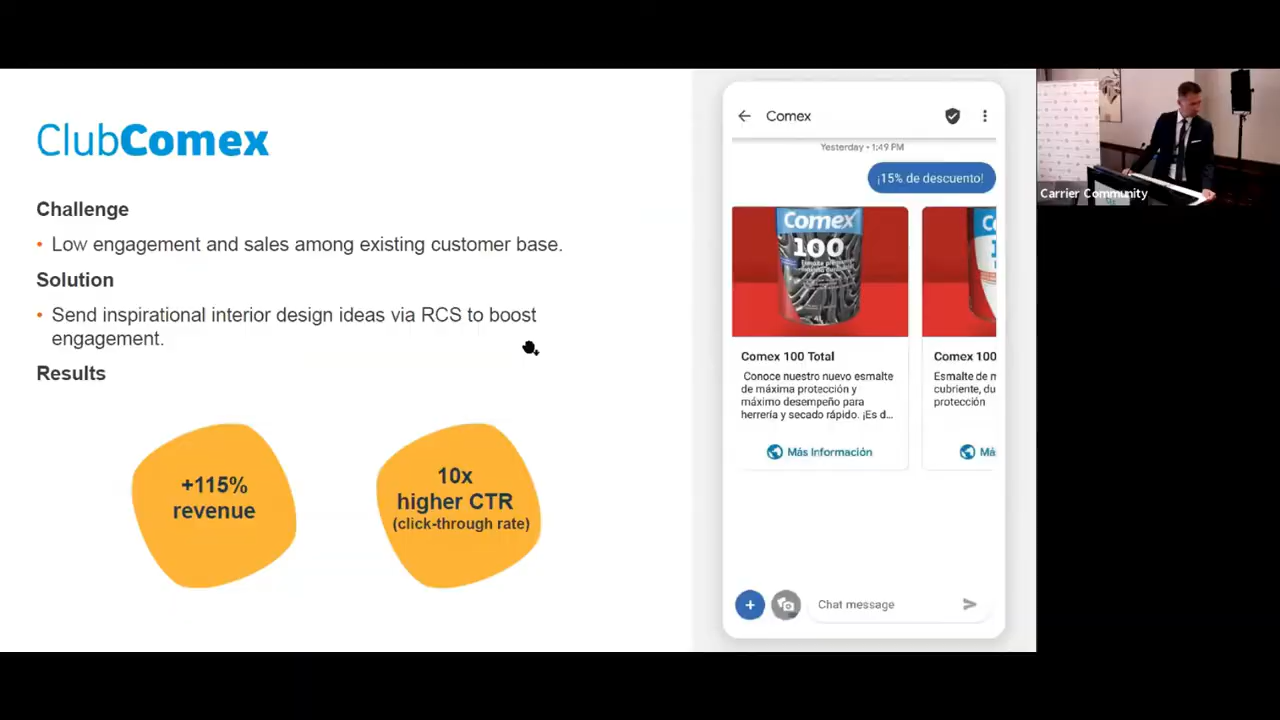 ClubComex
Challenge
• Low engagement and sales among existing customer base.
Solution
• Send inspirational interior design ideas via RCS to boost
engagement.
Results
+115%
revenue
10x
higher CTR
(click-through rate)
Comex
Yesterday • 1:49 PM
¡15% de descuento!
Comex
100
Comex 100 Total
Conoce nuestro nuevo esmalte
de máxima protección y
máximo desempeño para
herrería y secado rápido. ¡Es d...
Más Información
Comex 100
Esmalte de m
cubriente, du
protección
Má
Chat message
Carrier Community